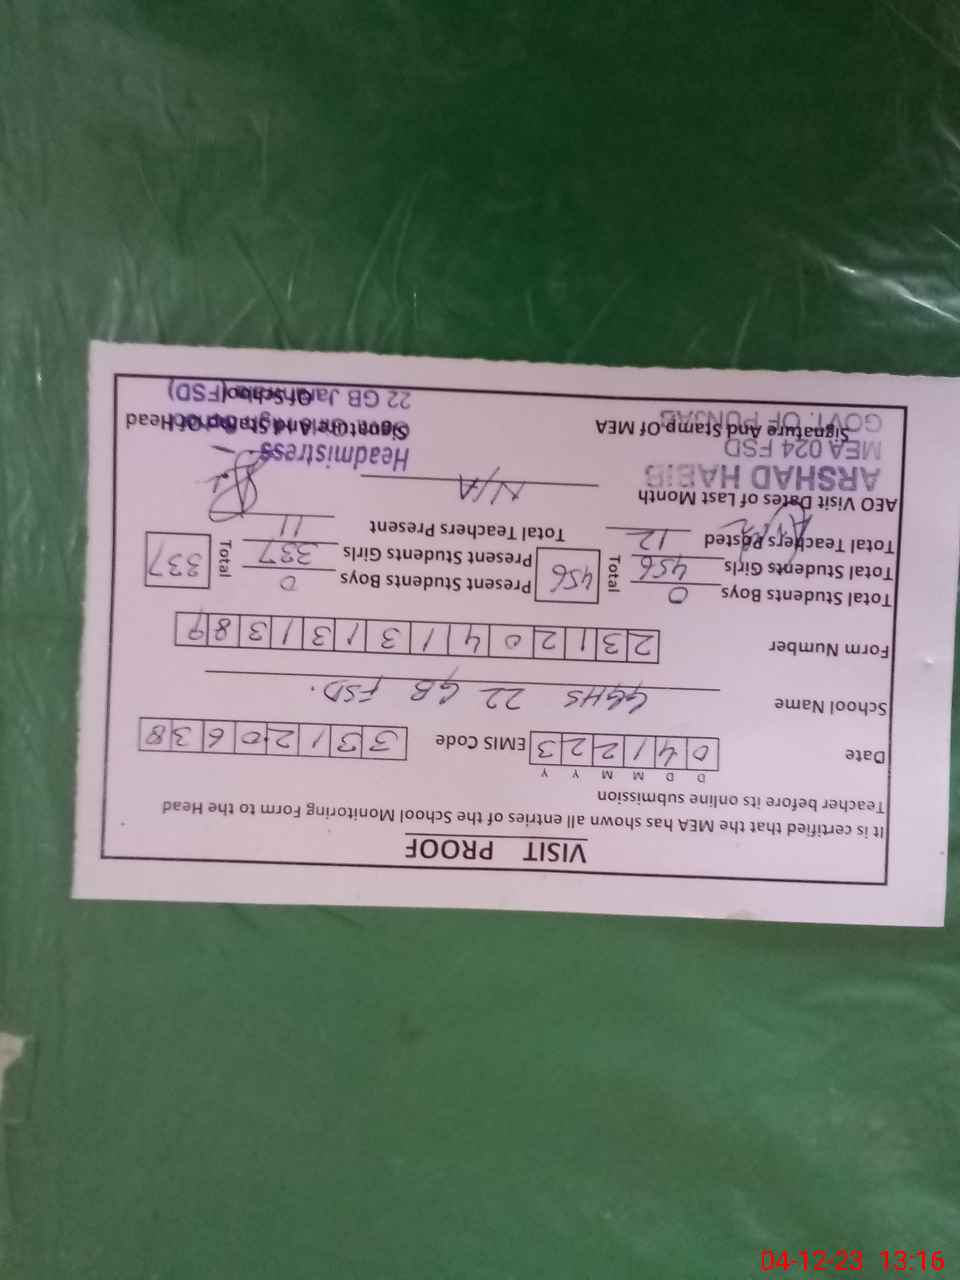 VISIT PROOF
It is certified that the MEA has shown all entries of the School Monitoring Form to the Head
Teacher before its online submission
D D M M Y Y
Date 0 4 1 2 2 3 EMIS Code 3 3 1 2 0 6 3 8
School Name GGHS 22 GB FSD.
Form Number 2 3 1 2 0 4 1 3 1 3 1 3 8 9
Total Students Boys 0 Total 456 Present Students Boys 0 Total 337
Total Students Girls 456 Present Students Girls 337
Total Teachers Posted 12 Total Teachers Present 11
AEO Visit Dates of Last Month N/A
ARSHAD HABIB Headmistress
MEA 024 FSD
Signature And Stamp Of MEA Signature And Stamp Of Head
GOVT. OF PUNJAB
Of School
22 GB (FSD)
04-12-23 13:16